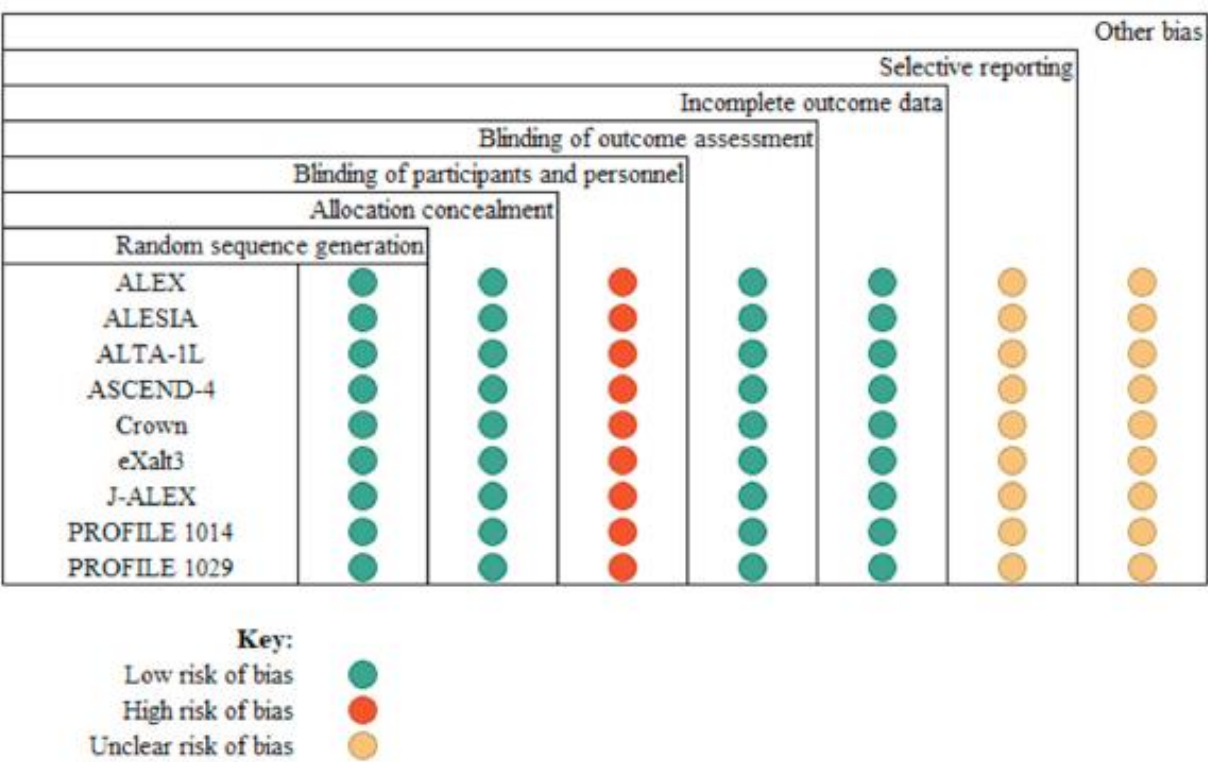 Other bias
Selective reporting
Incomplete outcome data
Blinding of outcome assessment
Blinding of participants and personnel
Allocation concealment
Random sequence generation
ALEX
ALESIA
ALTA-1L
ASCEND-4
Crown
eXalt3
J-ALEX
PROFILE 1014
PROFILE 1029
Key:
Low risk of bias
High risk of bias
Unclear risk of bias